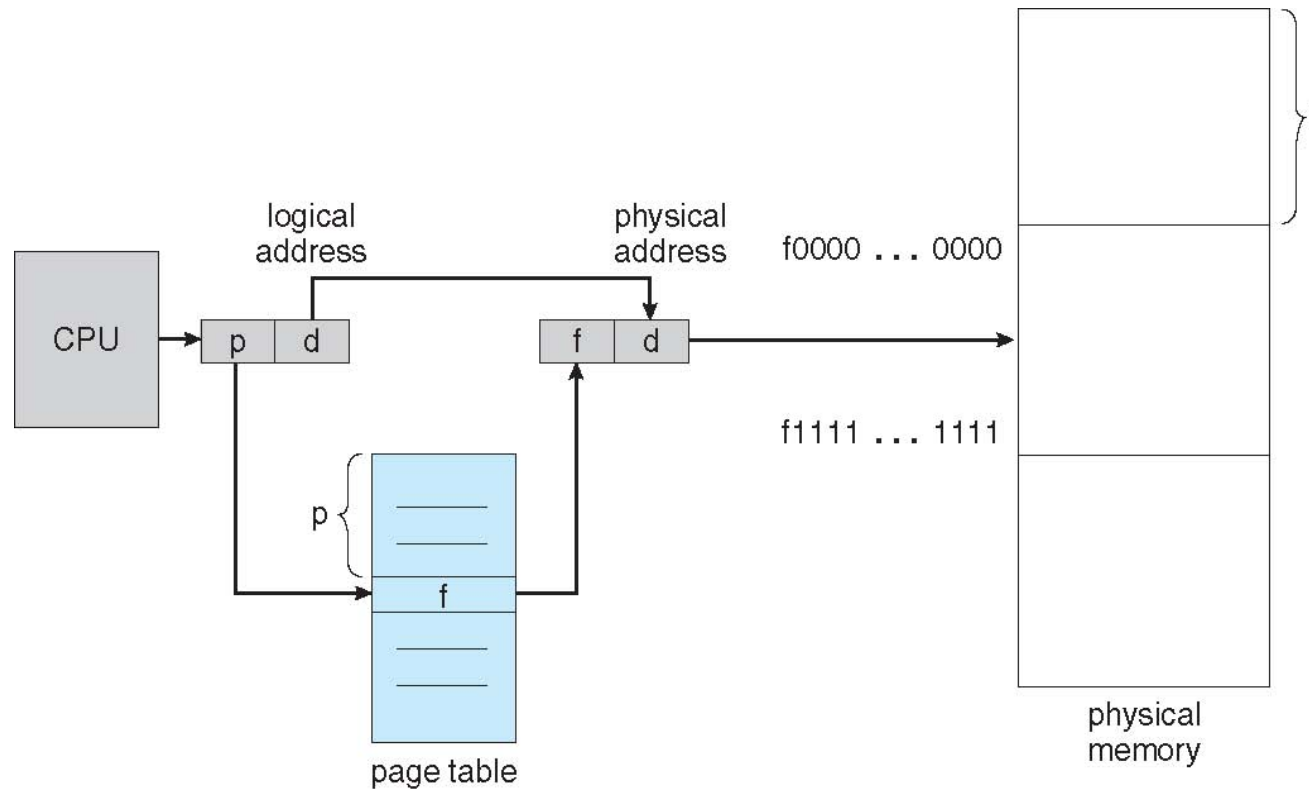 logical
address
physical
address
f0000 ... 0000
CPU
p
d
f
d
f1111 ... 1111
p
f
page table
physical
memory